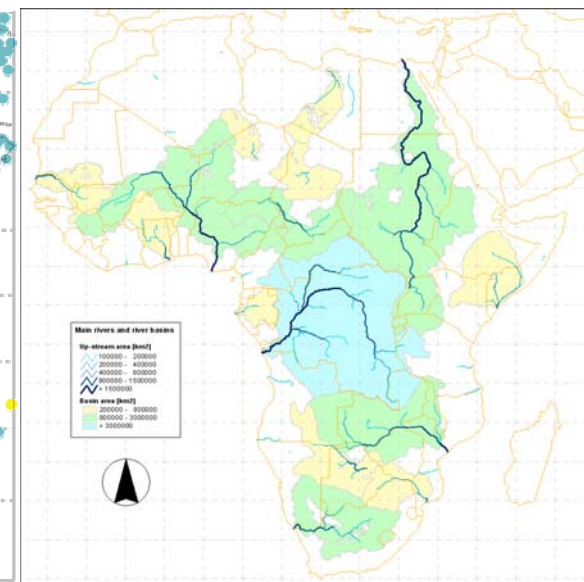 Main rivers and river basins
Up-stream area [km2]
100000 - 200000
200000 - 400000
400000 - 800000
800000 - 1500000
> 1500000
Basin area [km2]
200000 - 800000
800000 - 3000000
> 3000000